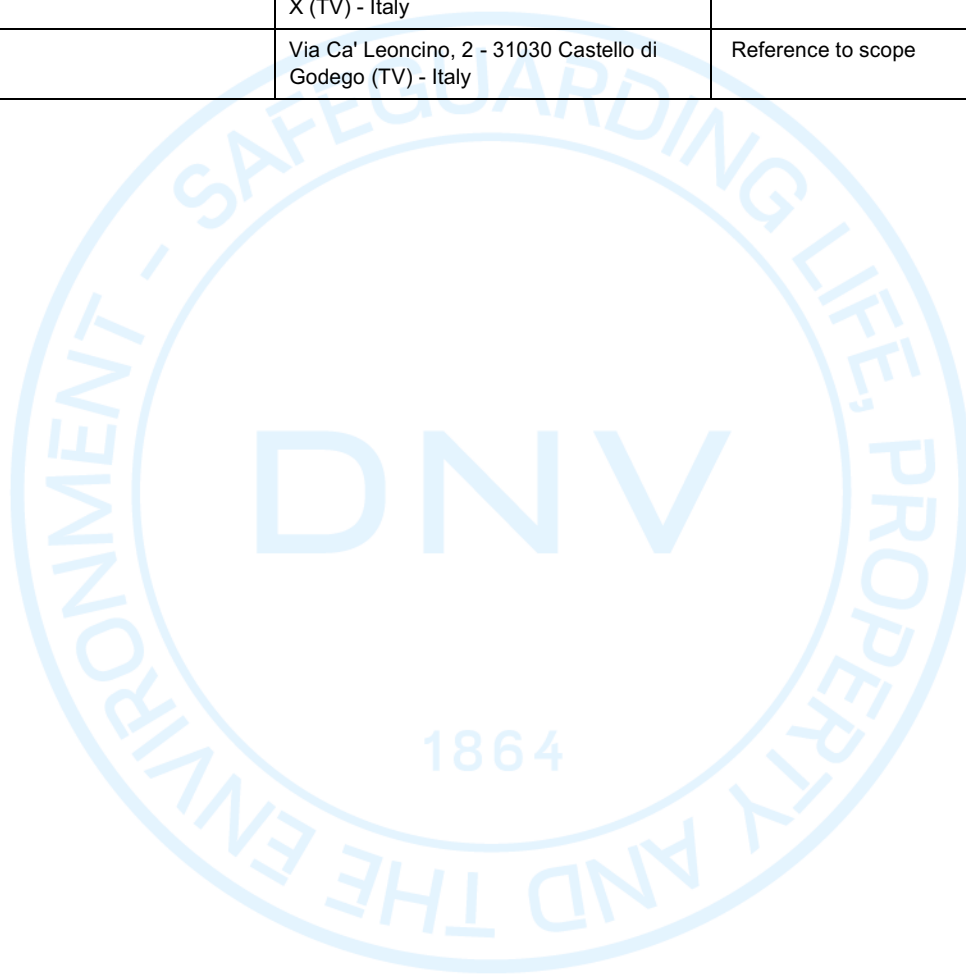 X (TV) - Italy
Via Ca' Leoncino, 2 - 31030 Castello di
Godego (TV) - Italy
Reference to scope
SAFEGUARDING LIFE, PROPERTY AND THE ENVIRONMENT -
DNV
1864